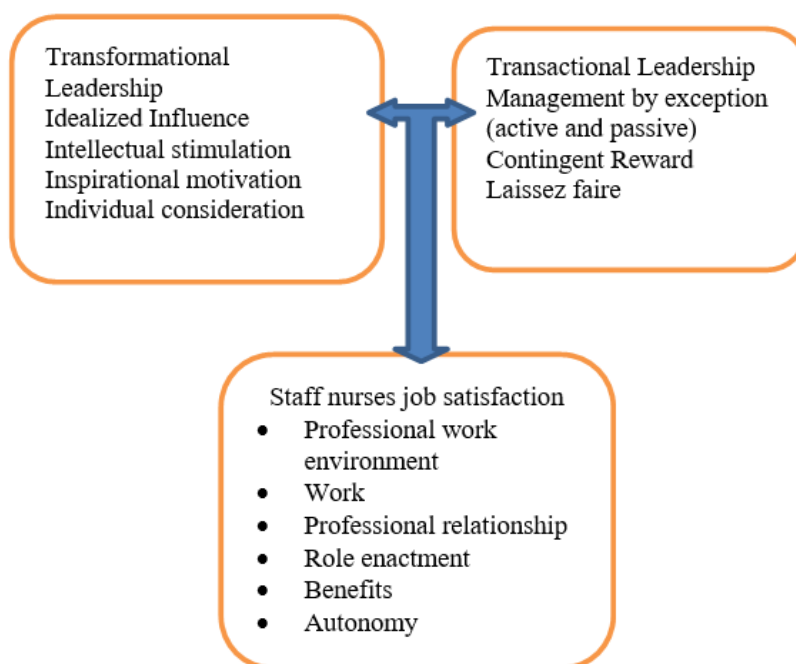 Transformational
Leadership
Idealized Influence
Intellectual stimulation
Inspirational motivation
Individual consideration
Transactional Leadership
Management by exception
(active and passive)
Contingent Reward
Laissez faire
Staff nurses job satisfaction
• Professional work
environment
• Work
• Professional relationship
• Role enactment
• Benefits
• Autonomy